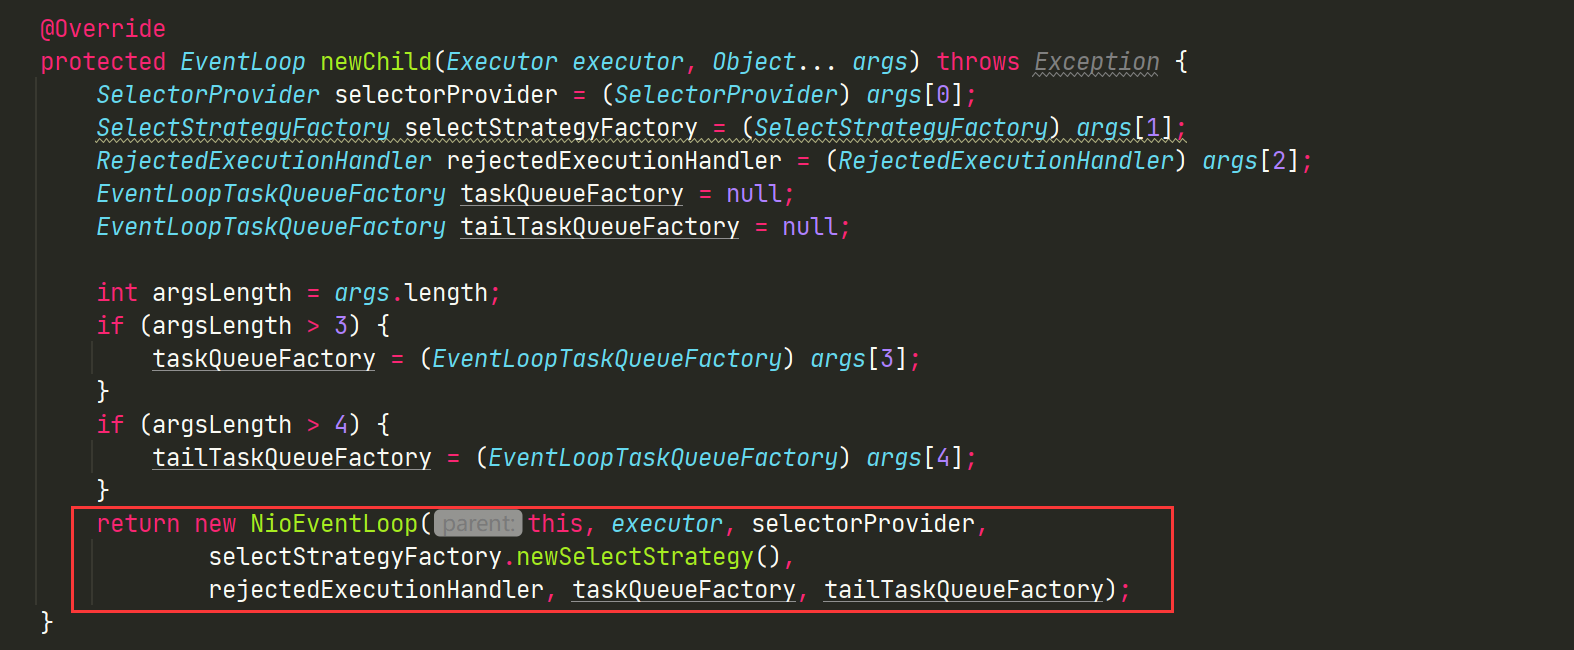 @Override
protected EventLoop newChild(Executor executor, Object... args) throws Exception {
SelectorProvider selectorProvider = (SelectorProvider) args[0];
SelectStrategyFactory selectStrategyFactory = (SelectStrategyFactory) args[1];
RejectedExecutionHandler rejectedExecutionHandler = (RejectedExecutionHandler) args[2];
EventLoopTaskQueueFactory taskQueueFactory = null;
EventLoopTaskQueueFactory tailTaskQueueFactory = null;
int argsLength = args.length;
if (argsLength > 3) {
taskQueueFactory = (EventLoopTaskQueueFactory) args[3];
}
if (argsLength > 4) {
tailTaskQueueFactory = (EventLoopTaskQueueFactory) args[4];
}
return new NioEventLoop( parent: this, executor, selectorProvider,
selectStrategyFactory.newSelectStrategy(),
rejectedExecutionHandler, taskQueueFactory, tailTaskQueueFactory);
}